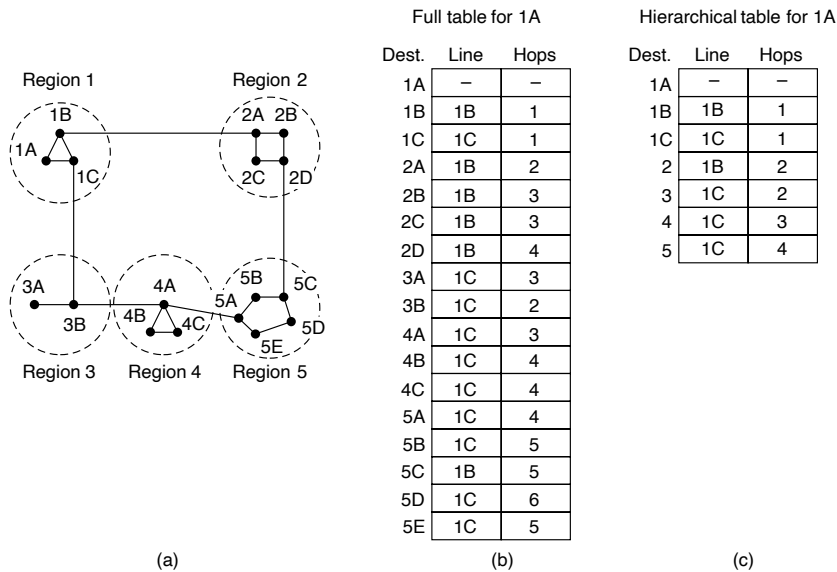 Full table for 1A
Hierarchical table for 1A
Dest. Line Hops
1A – –
1B 1B 1
1C 1C 1
2A 1B 2
2B 1B 3
2C 1B 3
2D 1B 4
3A 1C 3
3B 1C 2
4A 1C 3
4B 1C 4
4C 1C 4
5A 1C 4
5B 1C 5
5C 1B 5
5D 1C 6
5E 1C 5
Dest. Line Hops
1A – –
1B 1B 1
1C 1C 1
2 1B 2
3 1C 2
4 1C 3
5 1C 4
Region 1
Region 2
1B
2A 2B
1A
1C
2C 2D
3A
4A
5B
5C
3B
4B
4C
5A
5D
5E
Region 3
Region 4
Region 5
(a)
(b)
(c)